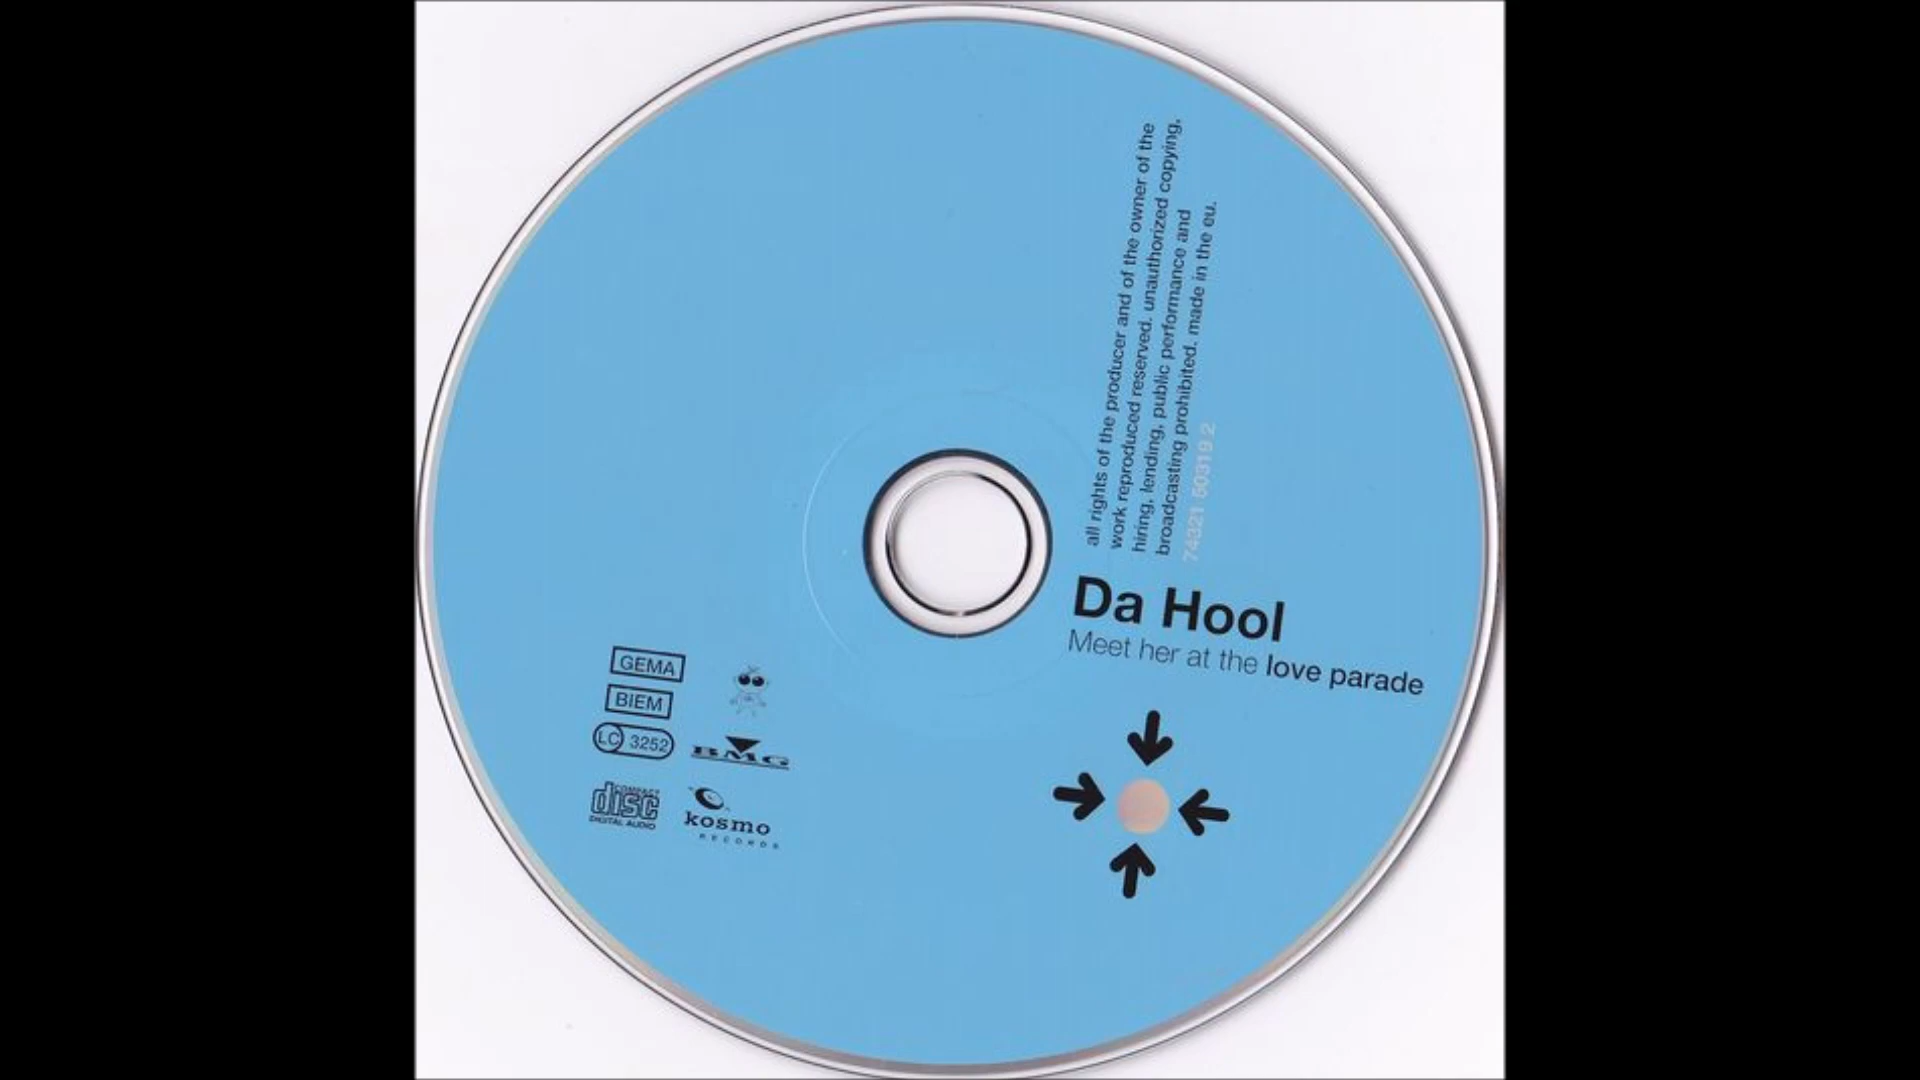 all rights of the producer and of the owner of the
work reproduced reserved. unauthorized copying,
hiring, lending, public performance and
broadcasting prohibited. made in the eu.
74321 50319 2
Da Hool
Meet her at the love parade
GEMA
BIEM
LC 3252
BMG
COMPACT
disc
DIGITAL AUDIO
kosmo
RECORDS